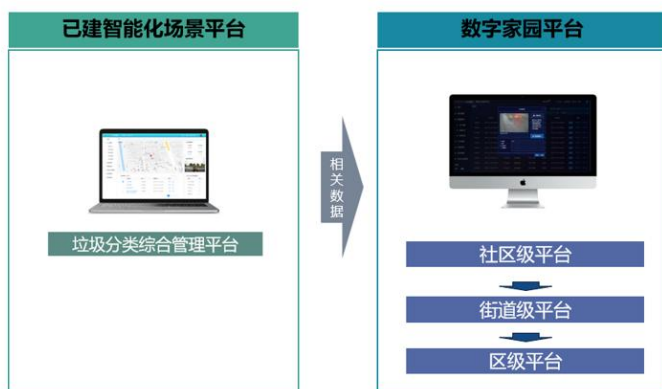 已建智能化场景平台
数字家园平台
相关数据
垃圾分类综合管理平台
社区级平台
街道级平台
区级平台